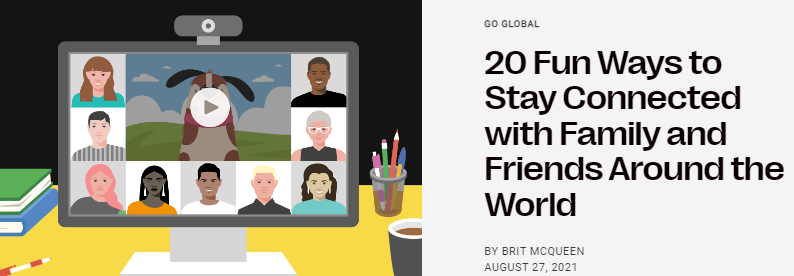 GO GLOBAL
20 Fun Ways to
Stay Connected
with Family and
Friends Around the
World
BY BRIT MCQUEEN
AUGUST 27, 2021